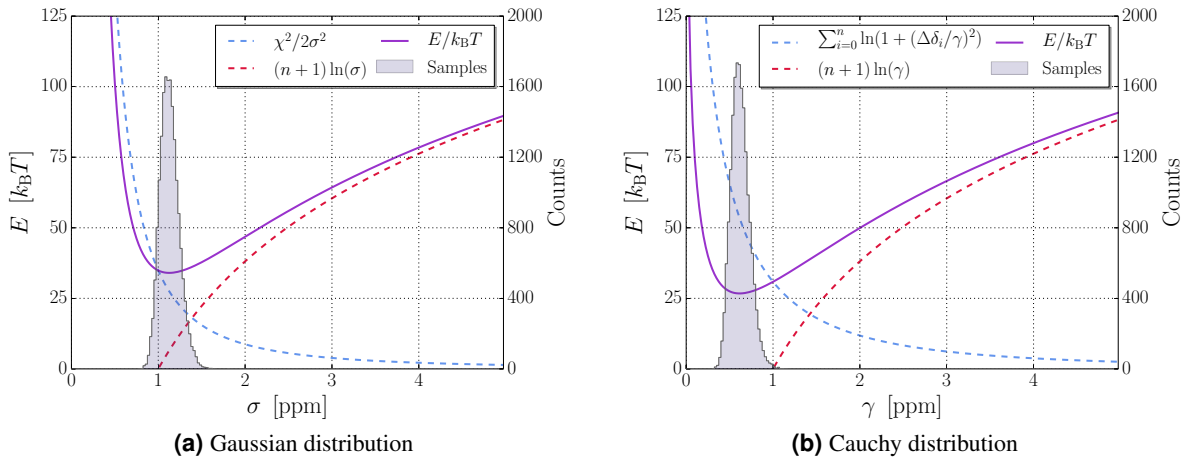 125
100
75
50
25
0
E [k_BT]
χ²/2σ²
(n + 1) ln(σ)
E/k_BT
Samples
2000
1600
1200
800
400
0
Counts
0 1 2 3 4
σ [ppm]
(a) Gaussian distribution
125
100
75
50
25
0
E [k_BT]
∑ⁿᵢ₌₀ ln(1 + (Δδᵢ/γ)²)
(n + 1) ln(γ)
E/k_BT
Samples
2000
1600
1200
800
400
0
Counts
0 1 2 3 4
γ [ppm]
(b) Cauchy distribution